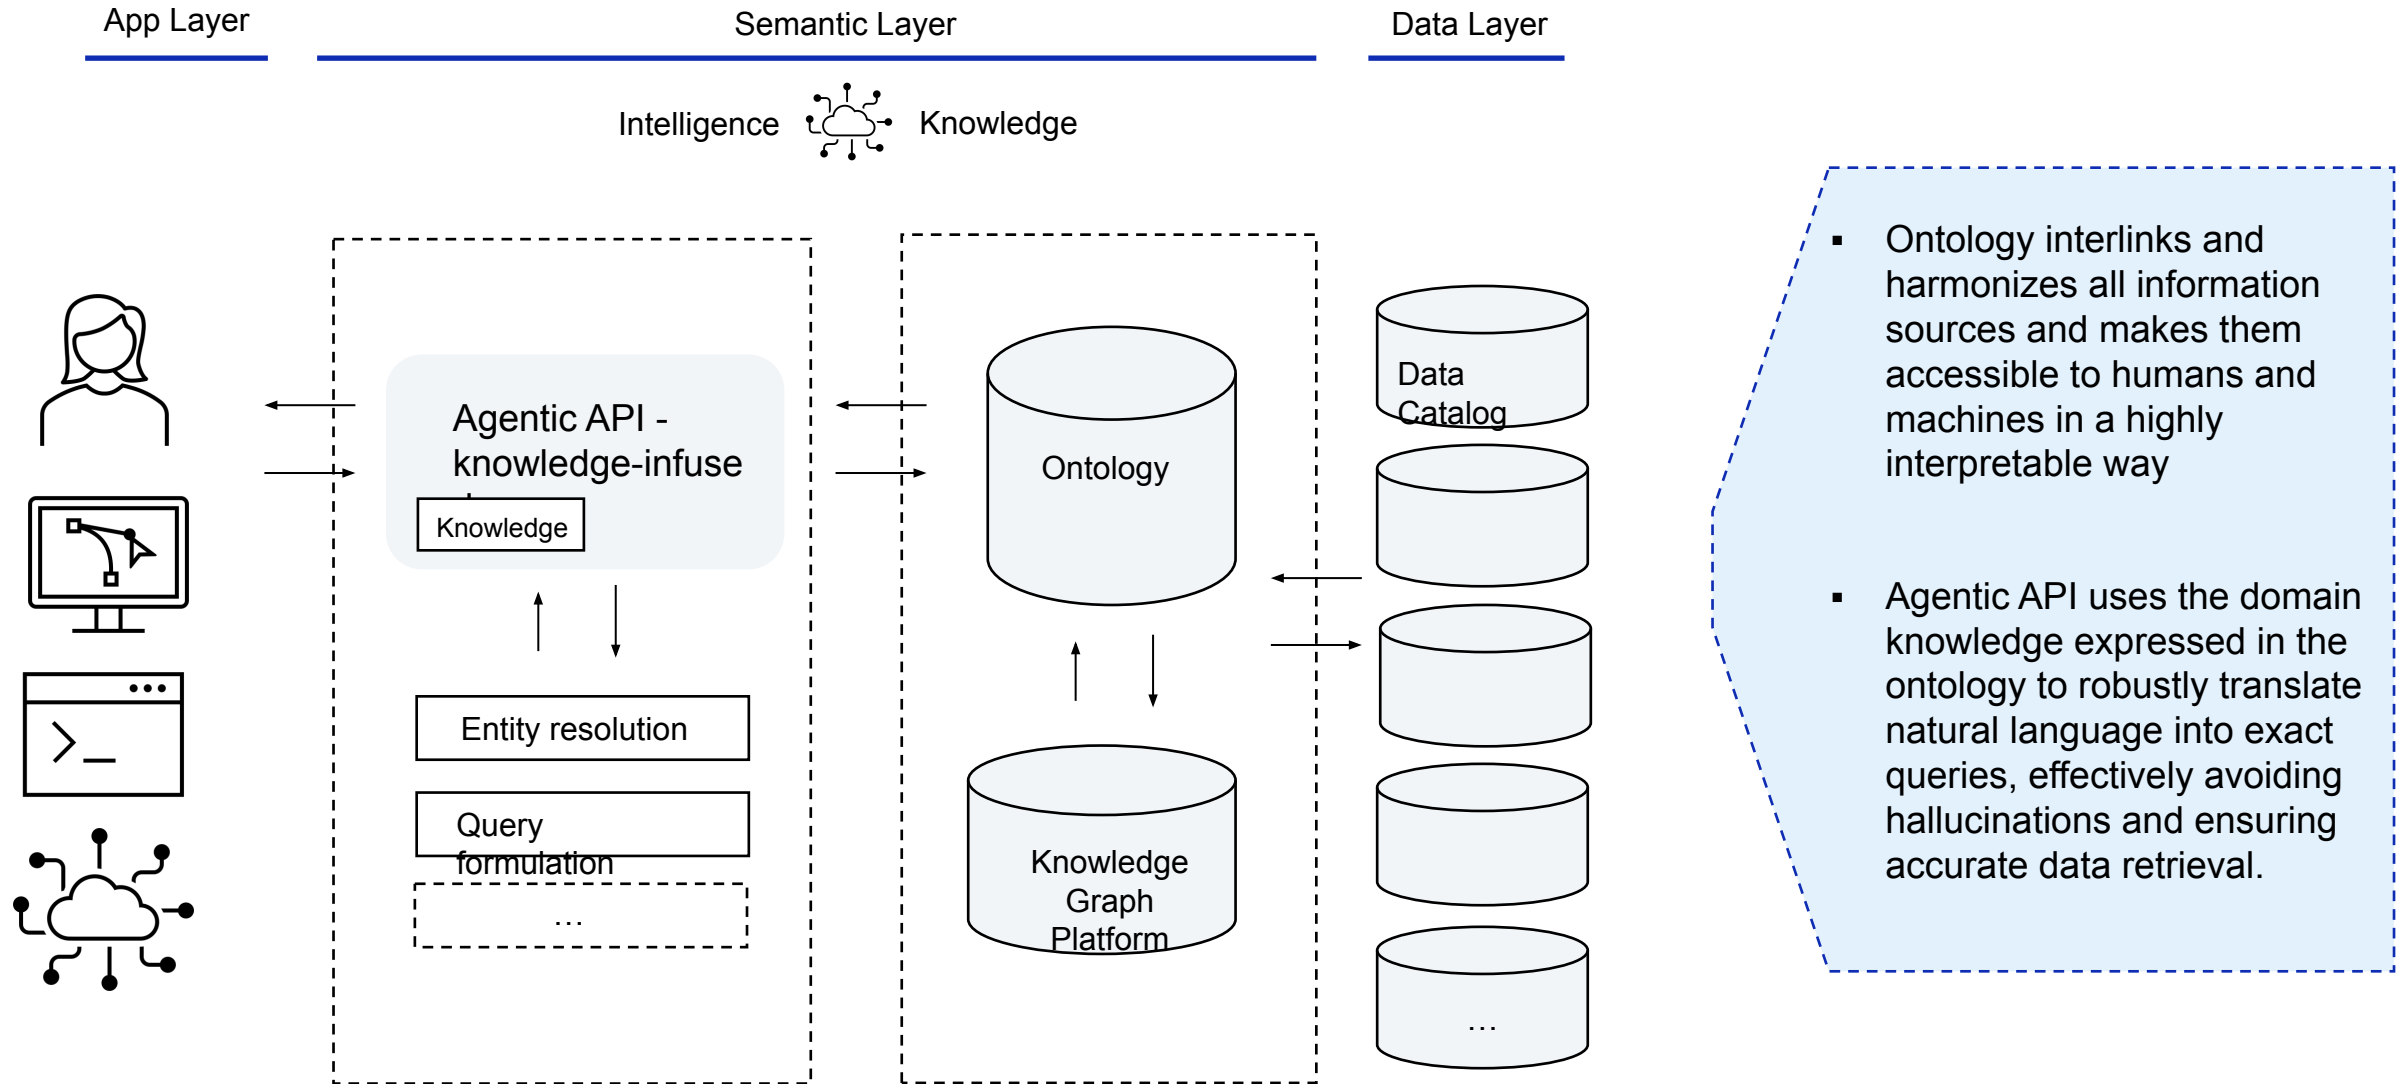 App Layer
Semantic Layer
Data Layer
Intelligence
Knowledge
Agentic API -
knowledge-infuse
Knowledge
Entity resolution
Query
formulation
…
Ontology
Knowledge
Graph
Platform
Data
Catalog
…
▪ Ontology interlinks and
harmonizes all information
sources and makes them
accessible to humans and
machines in a highly
interpretable way
▪ Agentic API uses the domain
knowledge expressed in the
ontology to robustly translate
natural language into exact
queries, effectively avoiding
hallucinations and ensuring
accurate data retrieval.